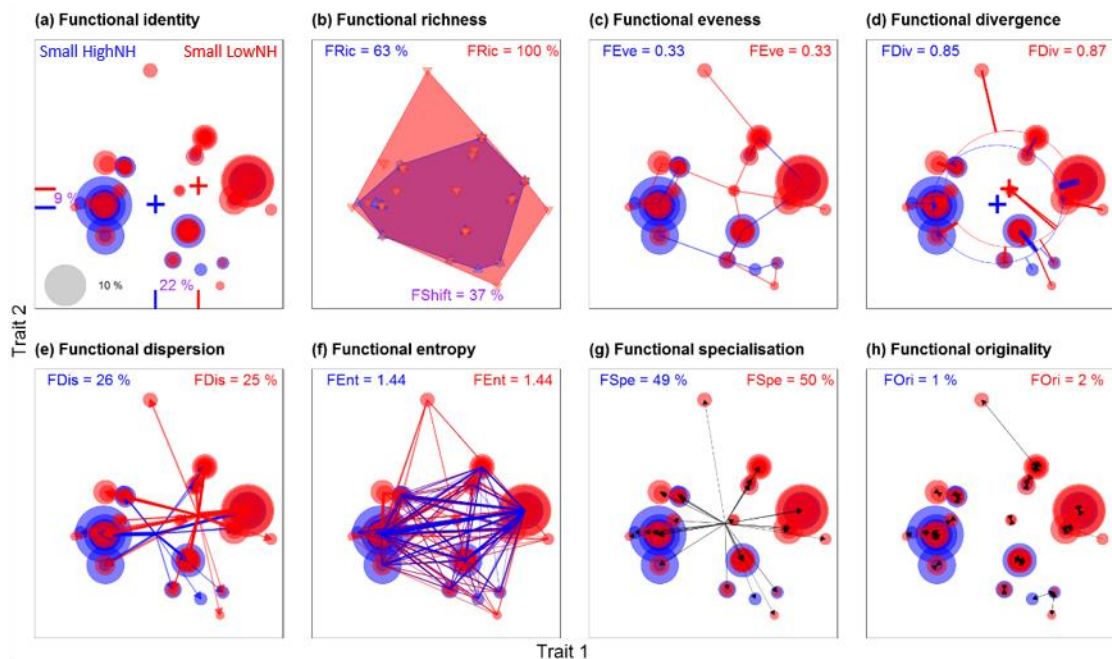 (a) Functional identity
(b) Functional richness
(c) Functional eveness
(d) Functional divergence
Small HighNH
Small LowNH
FRic = 63 %
FRic = 100 %
FEve = 0.33
FEve = 0.33
FDiv = 0.85
FDiv = 0.87
9 %
10 %
22 %
FShift = 37 %
Trait 2
(e) Functional dispersion
(f) Functional entropy
(g) Functional specialisation
(h) Functional originality
FDis = 26 %
FDis = 25 %
FEnt = 1.44
FEnt = 1.44
FSpe = 49 %
FSpe = 50 %
FOri = 1 %
FOri = 2 %
Trait 1